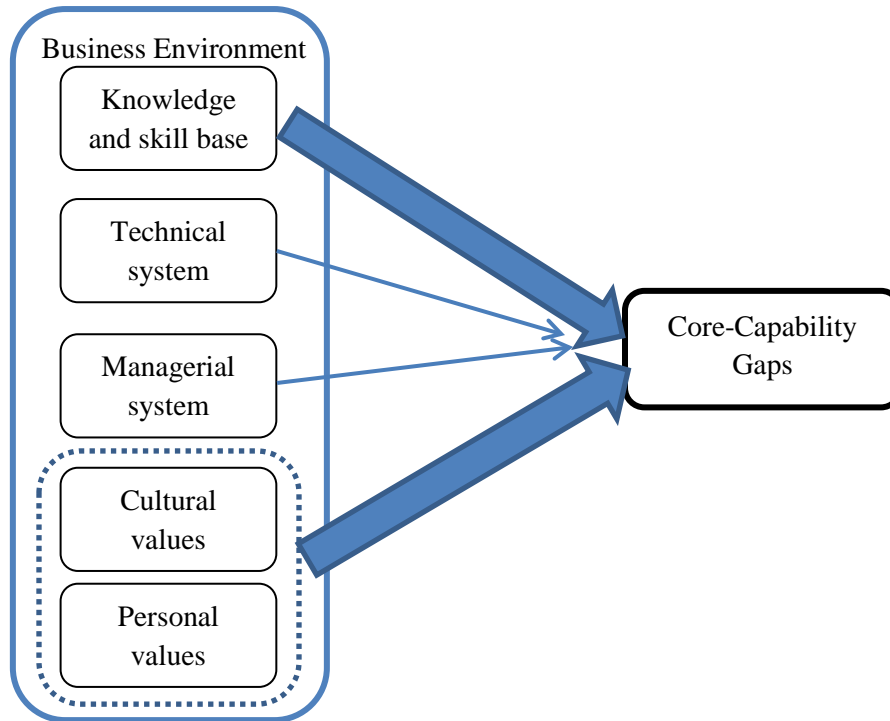 Business Environment
Knowledge
and skill base
Technical
system
Managerial
system
Cultural
values
Personal
values
Core-Capability
Gaps